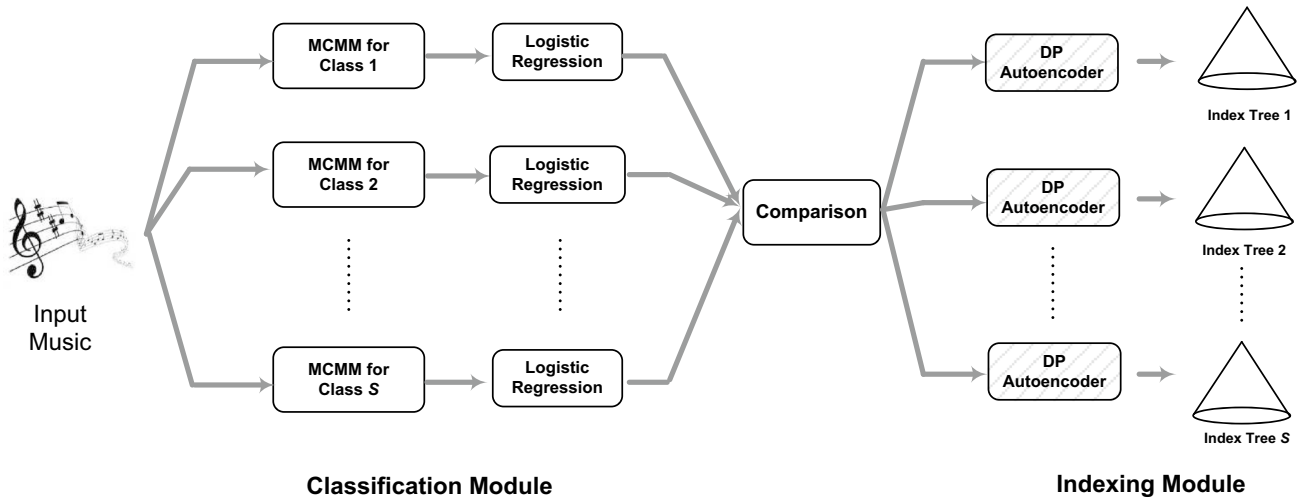 Input
Music
MCMM for
Class 1
Logistic
Regression
MCMM for
Class 2
Logistic
Regression
MCMM for
Class S
Logistic
Regression
Comparison
DP
Autoencoder
Index Tree 1
DP
Autoencoder
Index Tree 2
DP
Autoencoder
Index Tree S
Classification Module
Indexing Module